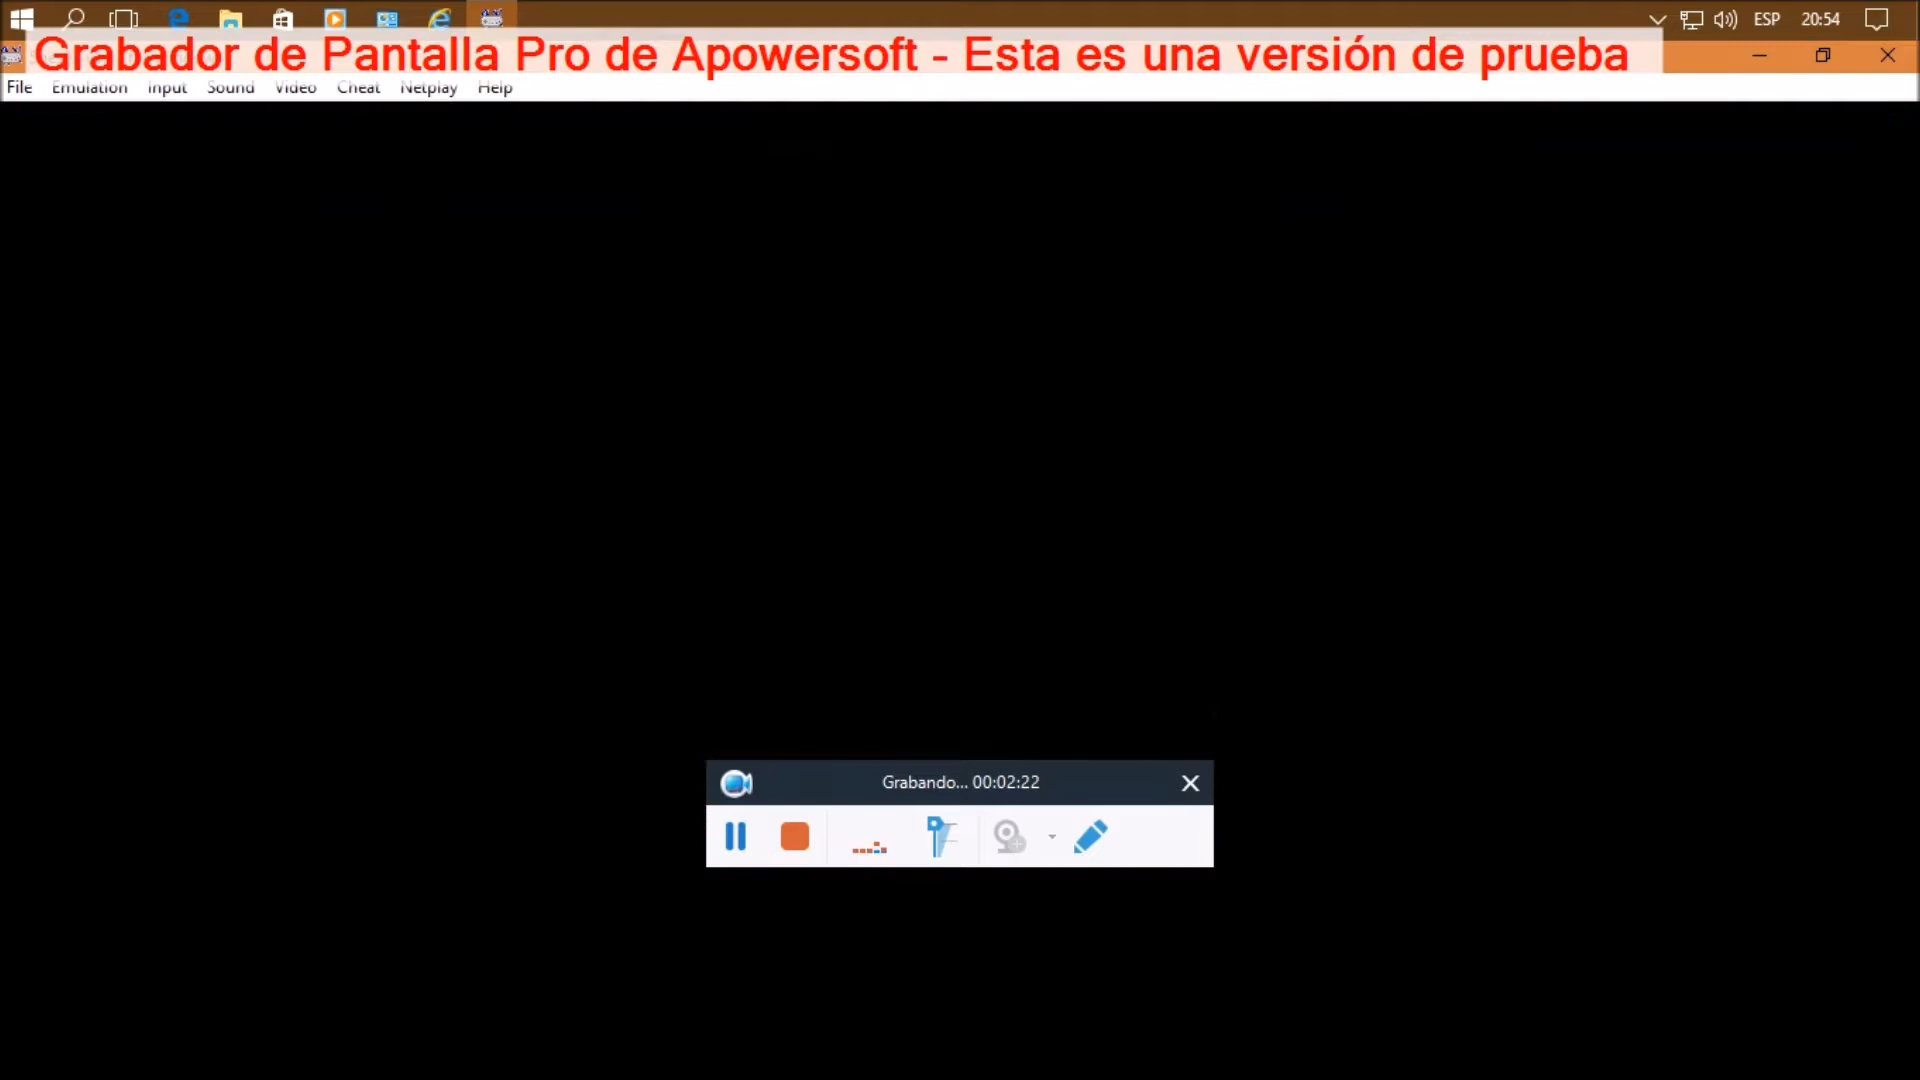 ESP 20:54
Grabador de Pantalla Pro de Apowersoft - Esta es una versión de prueba
File Emulation Input Sound Video Cheat Netplay Help
Grabando... 00:02:22